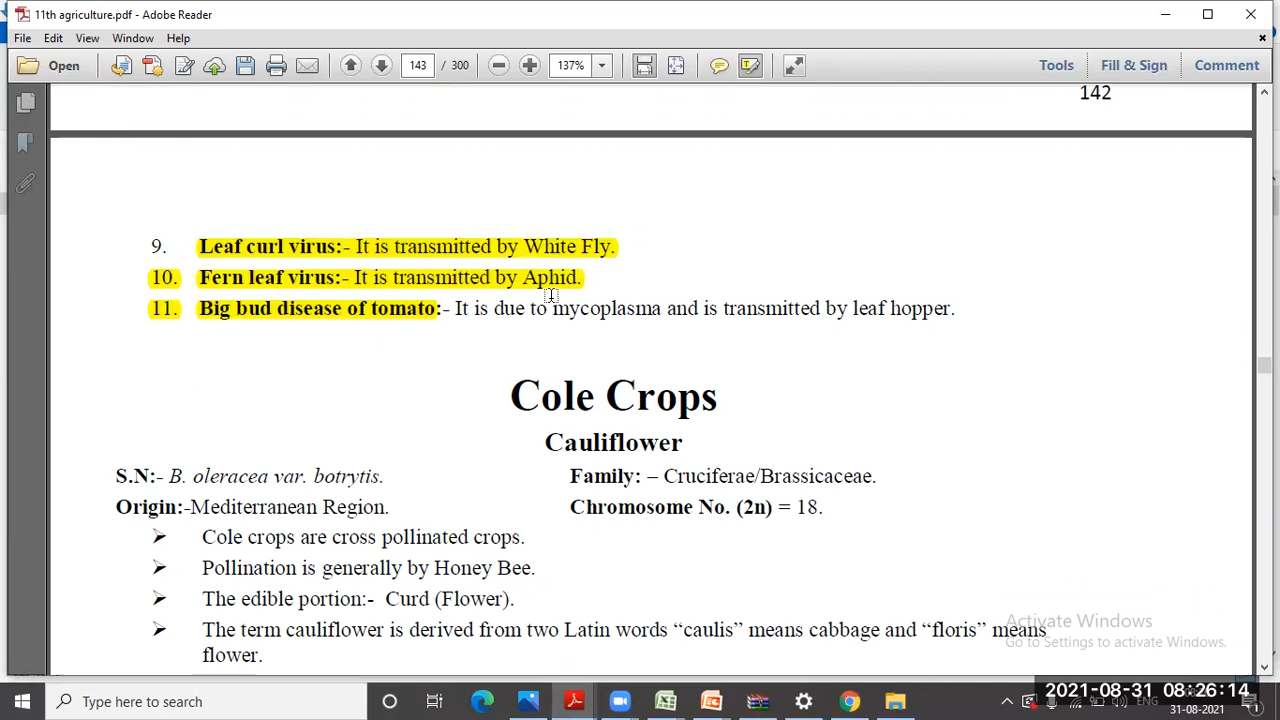 11th agriculture.pdf - Adobe Reader
File Edit View Window Help
Open 143 / 300 137% Tools Fill & Sign Comment
142
9. Leaf curl virus:- It is transmitted by White Fly.
10. Fern leaf virus:- It is transmitted by Aphid.
11. Big bud disease of tomato:- It is due to mycoplasma and is transmitted by leaf hopper.
Cole Crops
Cauliflower
S.N:- B. oleracea var. botrytis. Family: – Cruciferae/Brassicaceae.
Origin:-Mediterranean Region. Chromosome No. (2n) = 18.
➢ Cole crops are cross pollinated crops.
➢ Pollination is generally by Honey Bee.
➢ The edible portion:- Curd (Flower).
➢ The term cauliflower is derived from two Latin words “caulis” means cabbage and “floris” means
flower.
Activate Windows
Go to Settings to activate Windows.
Type here to search ENG
2021-08-31 08:26:14
31-08-2021